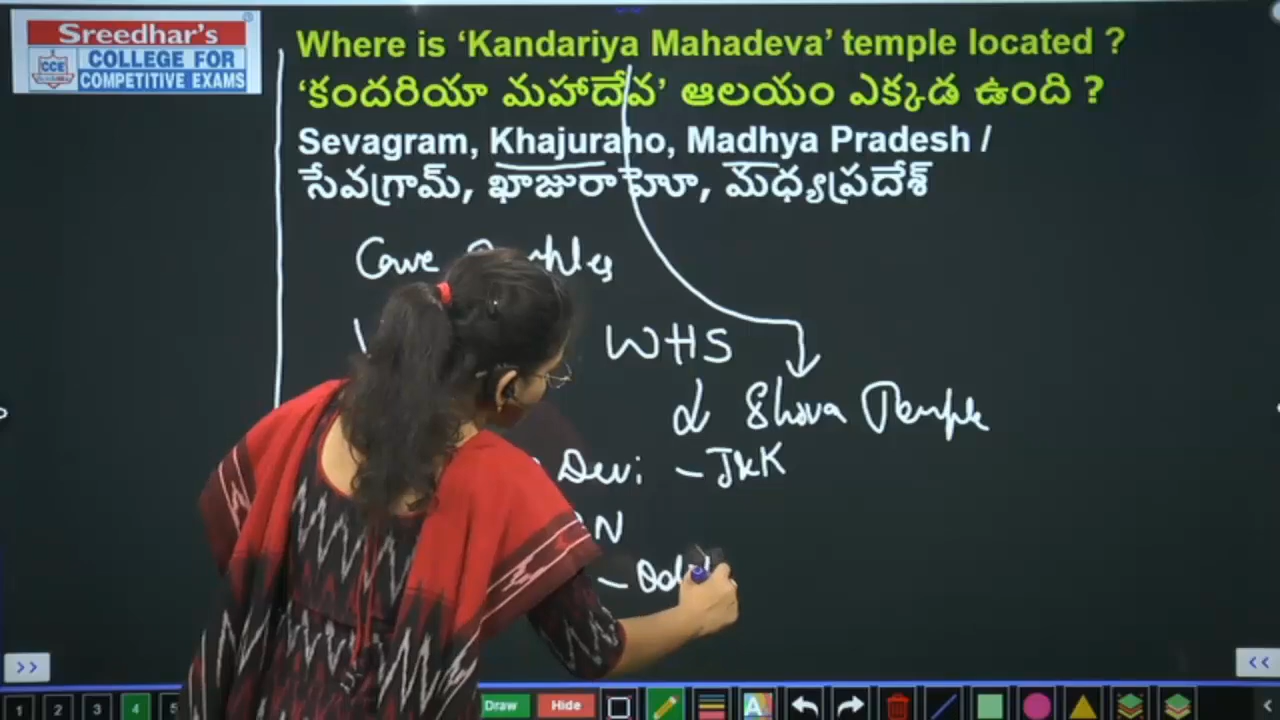 Sreedhar's
CCE
COLLEGE FOR
COMPETITIVE EXAMS
Where is ‘Kandariya Mahadeva’ temple located ?
‘కందరియా మహాదేవ’ ఆలయం ఎక్కడ ఉంది ?
Sevagram, Khajuraho, Madhya Pradesh /
సేవగ్రామ్, ఖాజురాహూ, మధ్యప్రదేశ్
Cave
WHS
Shiva Temple
Devi - J&K
N
>> <<
1 2 3 4 5 Draw Hide